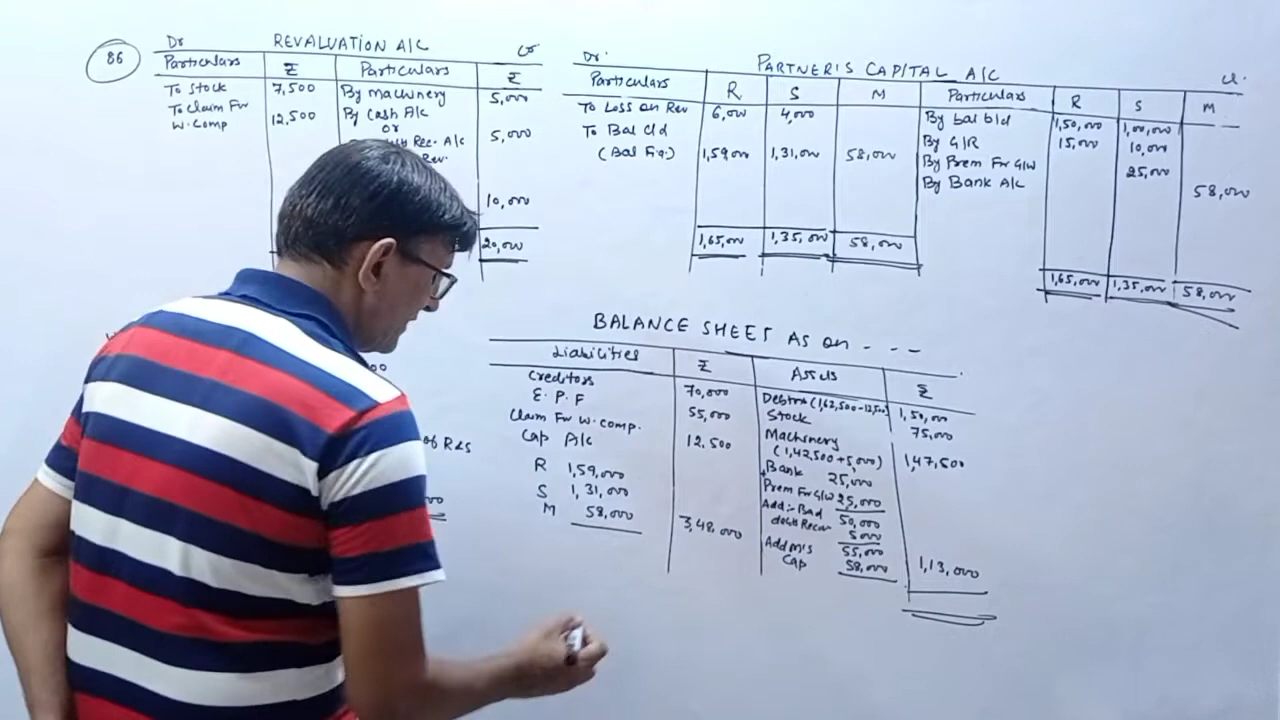 86
Dr REVALUATION A/C Cr
Particulars ₹ Particulars ₹
To Stock 7,500 By machinery 5,000
To Claim For W. Comp 12,500 By Cash A/c 5,000
or
Rec. A/c
Rev.
10,000
20,000
Dr. PARTNER'S CAPITAL A/C Cr.
Particulars R S M Particulars R S M
To Loss on Rev 6,000 4,000 By bal b/d 1,50,000 1,00,000
To Bal c/d By G/R 15,000 10,000
(Bal Fig.) 1,59,000 1,31,000 58,000 By Prem For G/W 25,000
By Bank A/c 58,000
1,65,000 1,35,000 58,000
1,65,000 1,35,000 58,000
BALANCE SHEET AS on - - -
Liabilities ₹ Assets ₹
Creditors 70,000 Debtors (1,62,500-12,500) 1,50,000
E. P. F 55,000 Stock 75,000
Claim For W. Comp. 12,500 Machinery
(1,42,500 + 5,000) 1,47,500
Cap A/c
R 1,59,000 Bank 25,000
S 1,31,000 Prem For G/W 25,000
M 58,000 3,48,000 50,000
Add:- Bad debts Recov 5000
55,000
Add M's Cap 58,000 1,13,000
of R & S
00
00